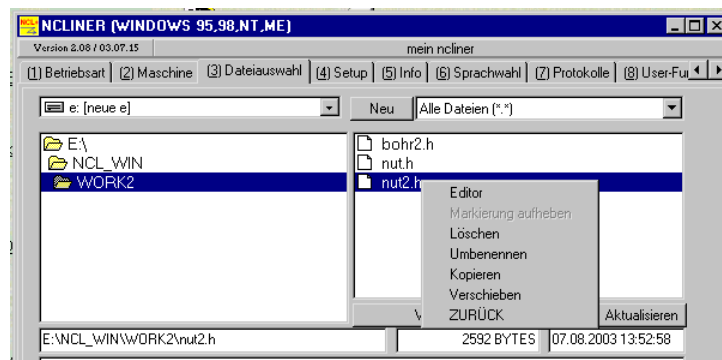 NCLINER (WINDOWS 95,98,NT,ME)
Version 2.08 / 03.07.15
mein ncliner
(1) Betriebsart
(2) Maschine
(3) Dateiauswahl
(4) Setup
(5) Info
(6) Sprachwahl
(7) Protokolle
(8) User-Fu
e: [neue e]
Neu
Alle Dateien (*.*)
E:\
NCL_WIN
WORK2
bohr2.h
nut.h
nut2.h
Editor
Markierung aufheben
Löschen
Umbenennen
Kopieren
Verschieben
ZURÜCK
V
Aktualisieren
E:\NCL_WIN\WORK2\nut2.h
2592 BYTES
07.08.2003 13:52:58